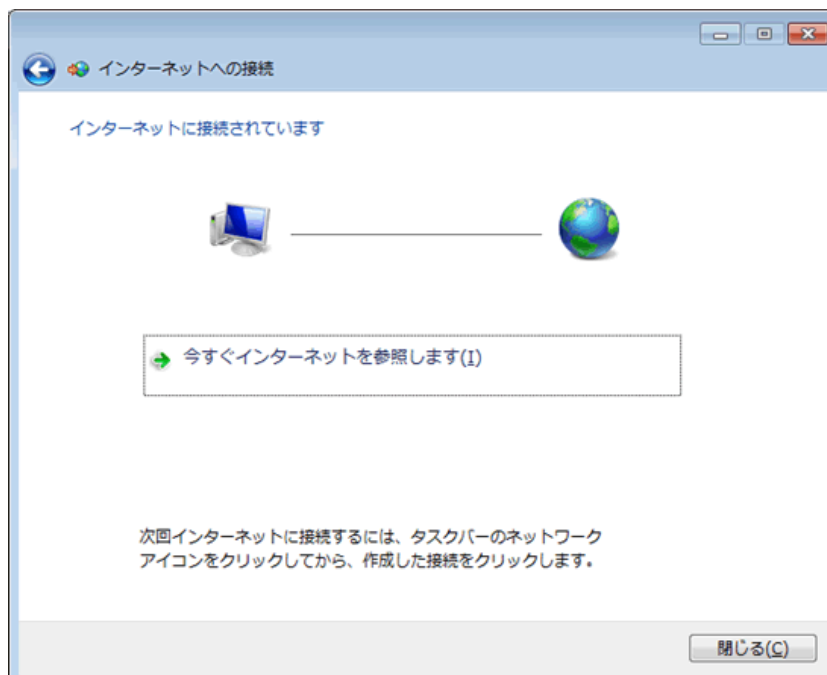 インターネットへの接続
インターネットに接続されています
今すぐインターネットを参照します(I)
次回インターネットに接続するには、タスクバーのネットワーク
アイコンをクリックしてから、作成した接続をクリックします。
閉じる(C)